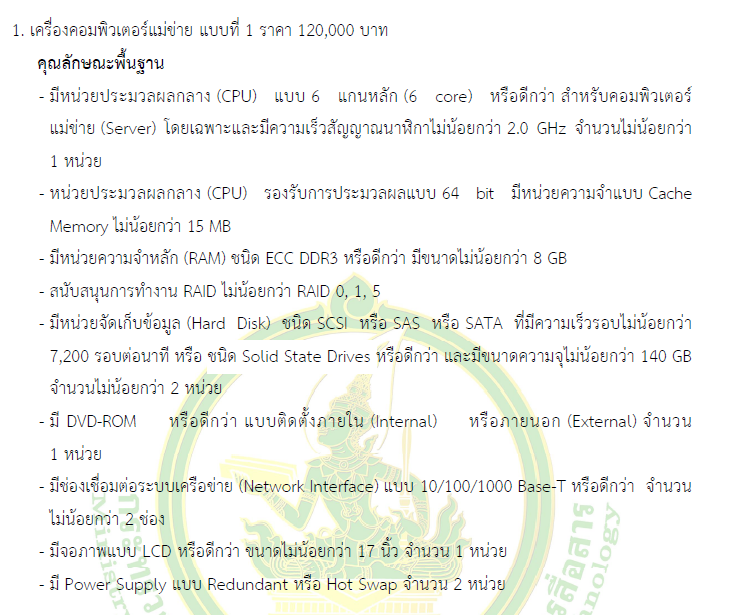 1. เครื่องคอมพิวเตอร์แม่ข่าย แบบที่ 1 ราคา 120,000 บาท
คุณลักษณะพื้นฐาน
- มีหน่วยประมวลผลกลาง (CPU) แบบ 6 แกนหลัก (6 core) หรือดีกว่า สำหรับคอมพิวเตอร์
แม่ข่าย (Server) โดยเฉพาะและมีความเร็วสัญญาณนาฬิกาไม่น้อยกว่า 2.0 GHz จำนวนไม่น้อยกว่า
1 หน่วย
- หน่วยประมวลผลกลาง (CPU) รองรับการประมวลผลแบบ 64 bit มีหน่วยความจำแบบ Cache
Memory ไม่น้อยกว่า 15 MB
- มีหน่วยความจำหลัก (RAM) ชนิด ECC DDR3 หรือดีกว่า มีขนาดไม่น้อยกว่า 8 GB
- สนับสนุนการทำงาน RAID ไม่น้อยกว่า RAID 0, 1, 5
- มีหน่วยจัดเก็บข้อมูล (Hard Disk) ชนิด SCSI หรือ SAS หรือ SATA ที่มีความเร็วรอบไม่น้อยกว่า
7,200 รอบต่อนาที หรือ ชนิด Solid State Drives หรือดีกว่า และมีขนาดความจุไม่น้อยกว่า 140 GB
จำนวนไม่น้อยกว่า 2 หน่วย
- มี DVD-ROM หรือดีกว่า แบบติดตั้งภายใน (Internal) หรือภายนอก (External) จำนวน
1 หน่วย
- มีช่องเชื่อมต่อระบบเครือข่าย (Network Interface) แบบ 10/100/1000 Base-T หรือดีกว่า จำนวน
ไม่น้อยกว่า 2 ช่อง
- มีจอภาพแบบ LCD หรือดีกว่า ขนาดไม่น้อยกว่า 17 นิ้ว จำนวน 1 หน่วย
- มี Power Supply แบบ Redundant หรือ Hot Swap จำนวน 2 หน่วย